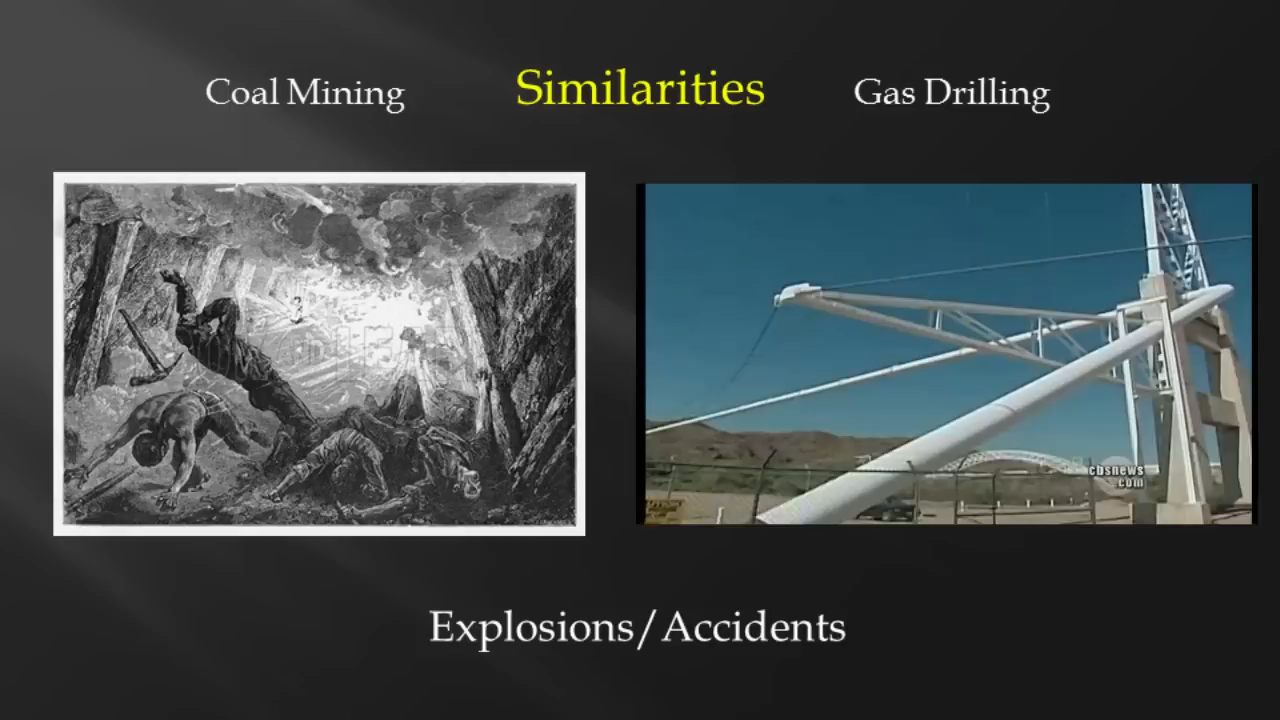 Coal Mining Similarities Gas Drilling
cbsnews
.com
Explosions/Accidents